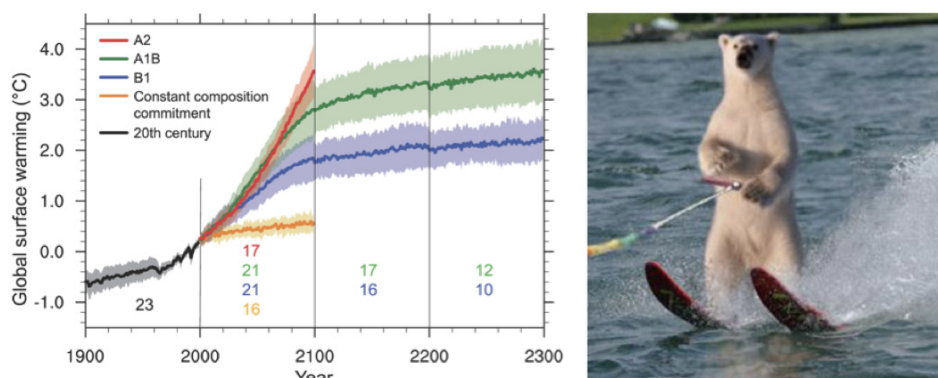 4.0
3.0
2.0
1.0
0.0
-1.0
Global surface warming (°C)
A2
A1B
B1
Constant composition
commitment
20th century
23
17
21
21
16
17
16
12
10
1900
2000
2100
2200
2300
Year